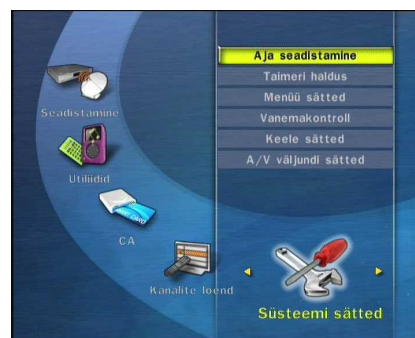 Aja seadistamine
Taimeri haldus
Menüü sätted
Vanemakontroll
Keele sätted
A/V väljundi sätted
Seadistamine
Utiliidid
CA
Kanalite loend
Süsteemi sätted